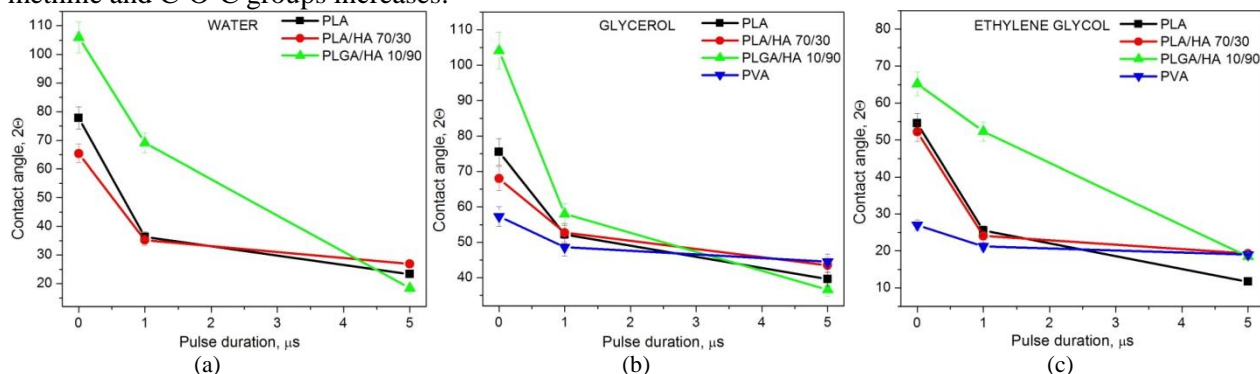 methine and C-O-C groups increases.
WATER
PLA
PLA/HA 70/30
PLGA/HA 10/90
110
100
90
80
70
60
50
40
30
20
Contact angle, 2Θ
0 1 2 3 4 5
Pulse duration, μs
(a)
GLYCEROL
PLA
PLA/HA 70/30
PLGA/HA 10/90
PVA
110
100
90
80
70
60
50
40
Contact angle, 2Θ
0 1 2 3 4 5
Pulse duration, μs
(b)
ETHYLENE GLYCOL
PLA
PLA/HA 70/30
PLGA/HA 10/90
PVA
80
70
60
50
40
30
20
10
Contact angle, 2Θ
0 1 2 3 4 5
Pulse duration, μs
(c)